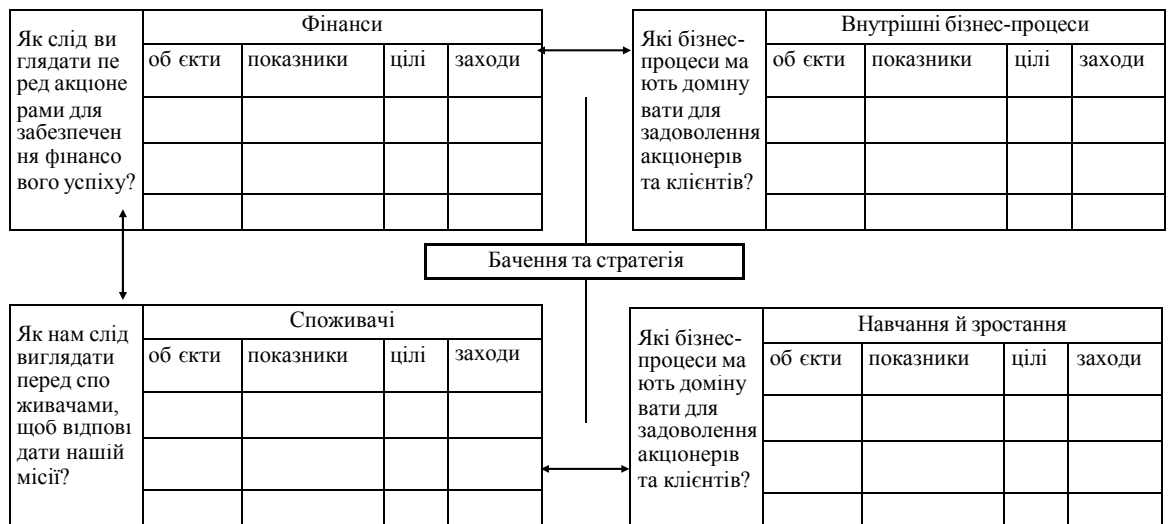 Як слід ви
глядати пе
ред акціоне
рами для
забезпечен
ня фінансо
вого успіху?
Фінанси
об єкти показники цілі заходи
Які бізнес-
процеси ма
ють доміну
вати для
задоволення
акціонерів
та клієнтів?
Внутрішні бізнес-процеси
об єкти показники цілі заходи
Бачення та стратегія
Як нам слід
виглядати
перед спо
живачами,
щоб відпові
дати нашій
місії?
Споживачі
об єкти показники цілі заходи
Які бізнес-
процеси ма
ють доміну
вати для
задоволення
акціонерів
та клієнтів?
Навчання й зростання
об єкти показники цілі заходи